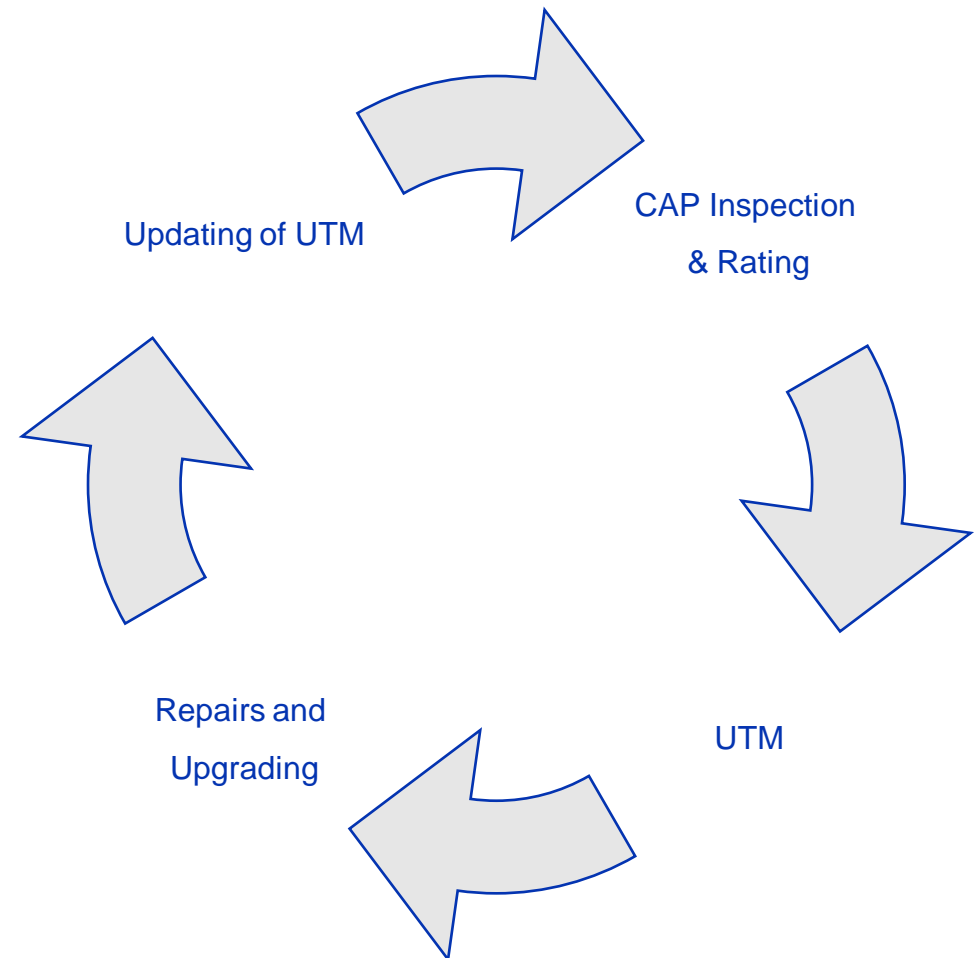 Updating of UTM
CAP Inspection
& Rating
Repairs and
Upgrading
UTM